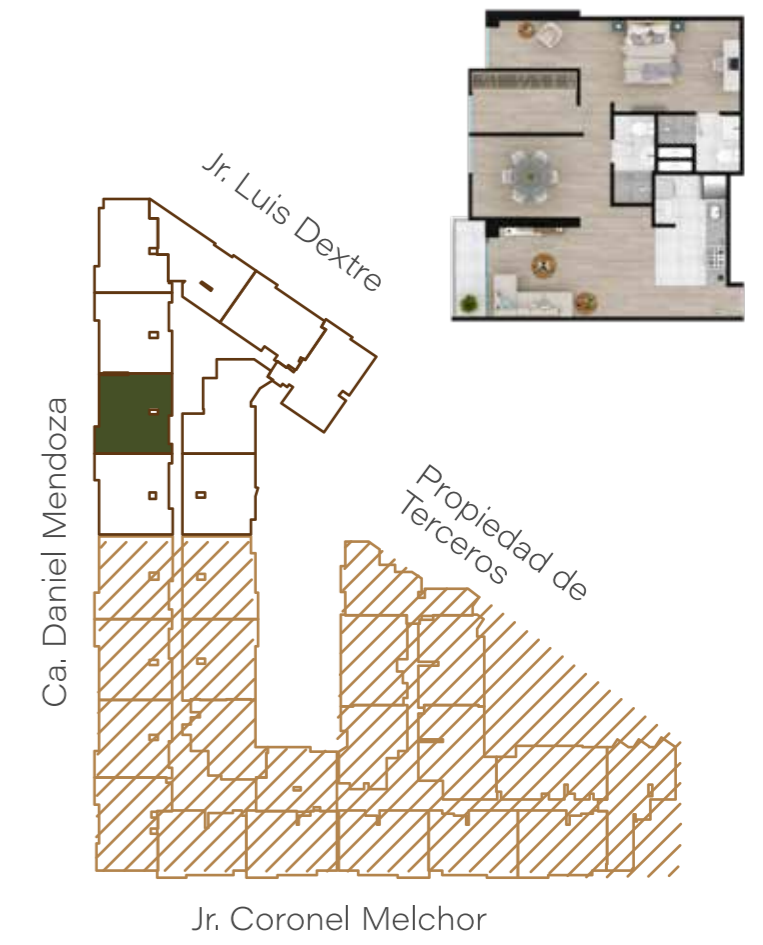 Jr. Luis Dextre
Ca. Daniel Mendoza
Propiedad de
Terceros
Jr. Coronel Melchor